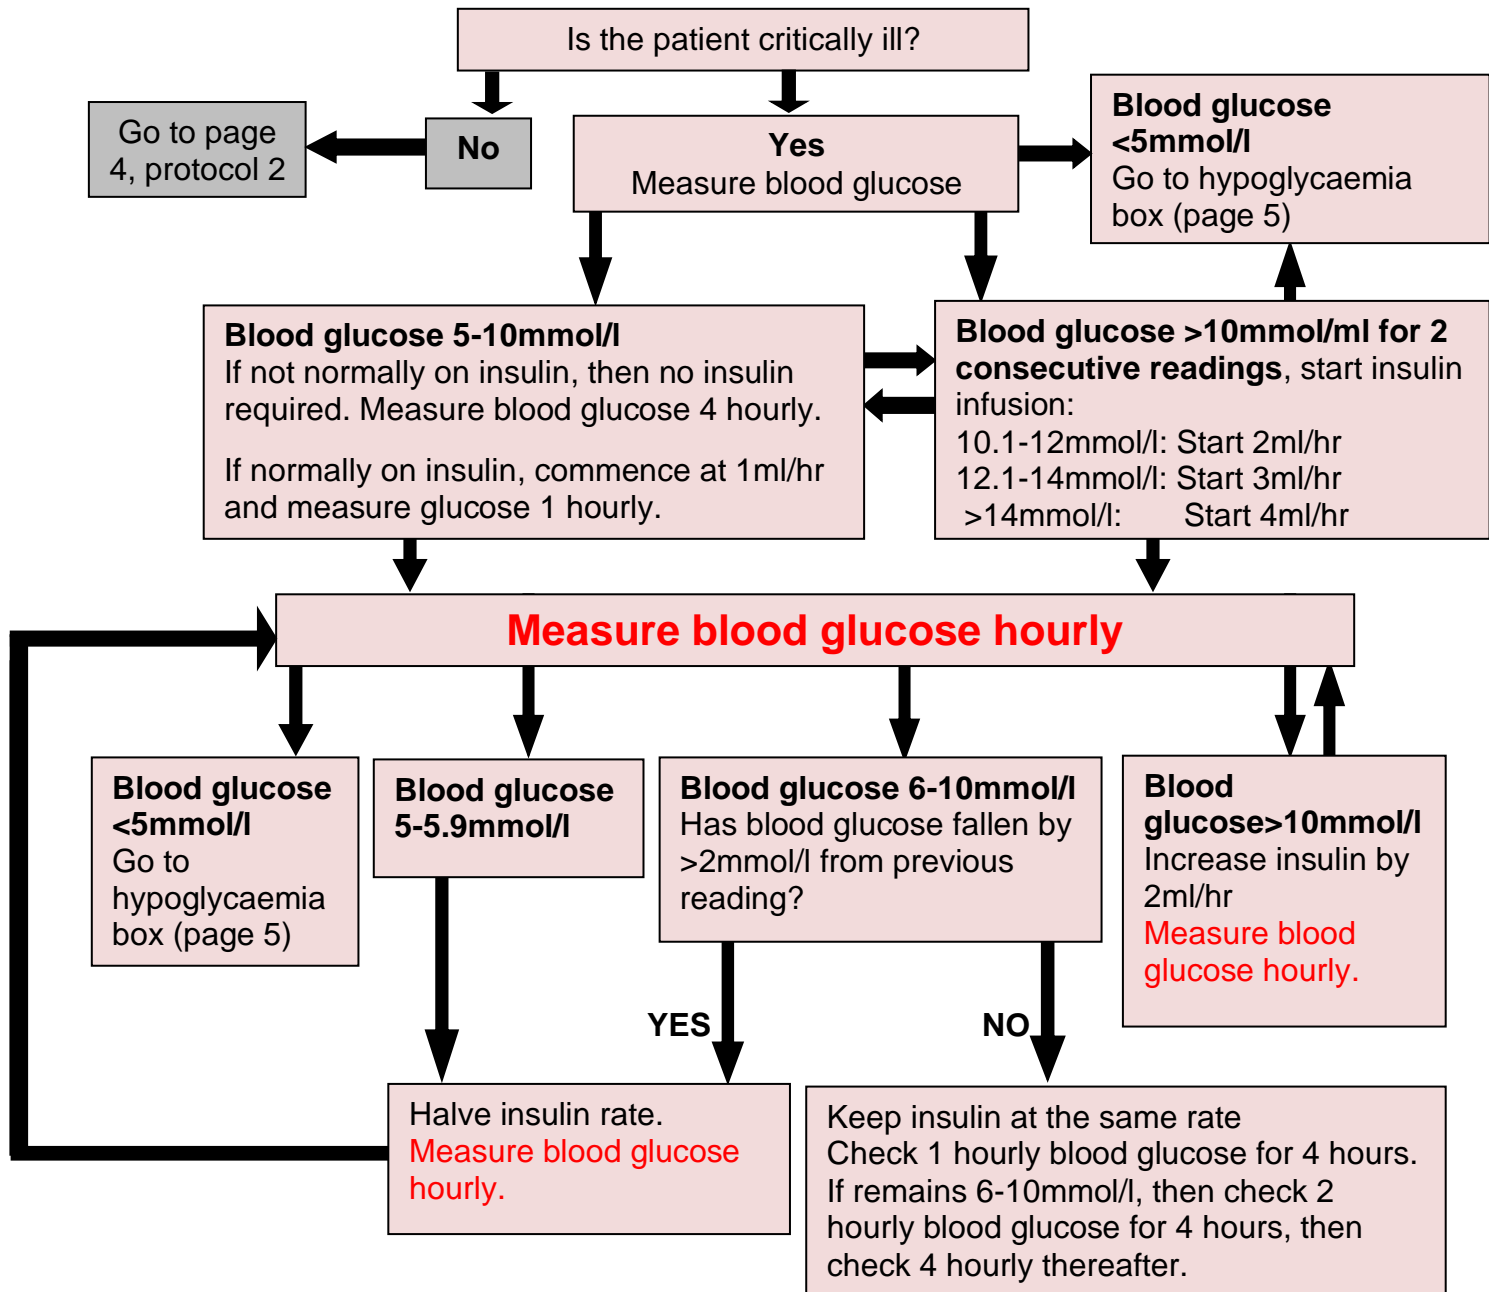 Is the patient critically ill?
Go to page
4, protocol 2
No
Yes
Measure blood glucose
Blood glucose
<5mmol/l
Go to hypoglycaemia
box (page 5)
Blood glucose 5-10mmol/l
If not normally on insulin, then no insulin
required. Measure blood glucose 4 hourly.
If normally on insulin, commence at 1ml/hr
and measure glucose 1 hourly.
Blood glucose >10mmol/ml for 2
consecutive readings, start insulin
infusion:
10.1-12mmol/l: Start 2ml/hr
12.1-14mmol/l: Start 3ml/hr
>14mmol/l: Start 4ml/hr
Measure blood glucose hourly
Blood glucose
<5mmol/l
Go to
hypoglycaemia
box (page 5)
Blood glucose
5-5.9mmol/l
Blood glucose 6-10mmol/l
Has blood glucose fallen by
>2mmol/l from previous
reading?
Blood
glucose>10mmol/l
Increase insulin by
2ml/hr
Measure blood
glucose hourly.
YES
NO
Halve insulin rate.
Measure blood glucose
hourly.
Keep insulin at the same rate
Check 1 hourly blood glucose for 4 hours.
If remains 6-10mmol/l, then check 2
hourly blood glucose for 4 hours, then
check 4 hourly thereafter.